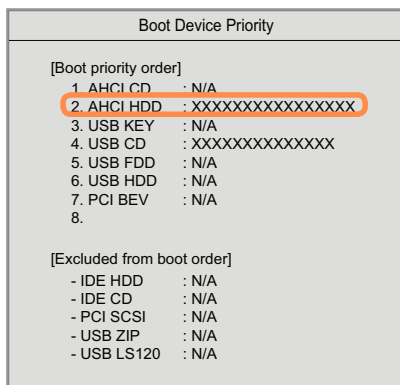 Boot Device Priority
[Boot priority order]
1. AHCI CD : N/A
2. AHCI HDD : XXXXXXXXXXXXXXXX
3. USB KEY : N/A
4. USB CD : XXXXXXXXXXXXXX
5. USB FDD : N/A
6. USB HDD : N/A
7. PCI BEV : N/A
8.
[Excluded from boot order]
- IDE HDD : N/A
- IDE CD : N/A
- PCI SCSI : N/A
- USB ZIP : N/A
- USB LS120 : N/A